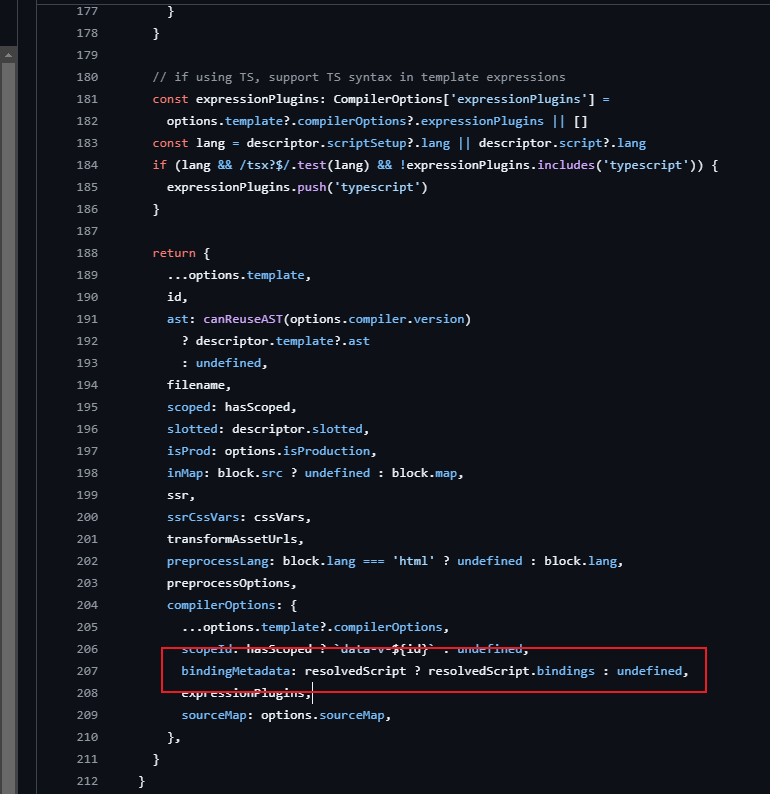 177 }
178 }
179
180 // if using TS, support TS syntax in template expressions
181 const expressionPlugins: CompilerOptions['expressionPlugins'] =
182 options.template?.compilerOptions?.expressionPlugins || []
183 const lang = descriptor.scriptSetup?.lang || descriptor.script?.lang
184 if (lang && /tsx?$/.test(lang) && !expressionPlugins.includes('typescript')) {
185 expressionPlugins.push('typescript')
186 }
187
188 return {
189 ...options.template,
190 id,
191 ast: canReuseAST(options.compiler.version)
192 ? descriptor.template?.ast
193 : undefined,
194 filename,
195 scoped: hasScoped,
196 slotted: descriptor.slotted,
197 isProd: options.isProduction,
198 inMap: block.src ? undefined : block.map,
199 ssr,
200 ssrCssVars: cssVars,
201 transformAssetUrls,
202 preprocessLang: block.lang === 'html' ? undefined : block.lang,
203 preprocessOptions,
204 compilerOptions: {
205 ...options.template?.compilerOptions,
206 scopeId: hasScoped ? `data-v-${id}` : undefined,
207 bindingMetadata: resolvedScript ? resolvedScript.bindings : undefined,
208 expressionPlugins,
209 sourceMap: options.sourceMap,
210 },
211 }
212 }